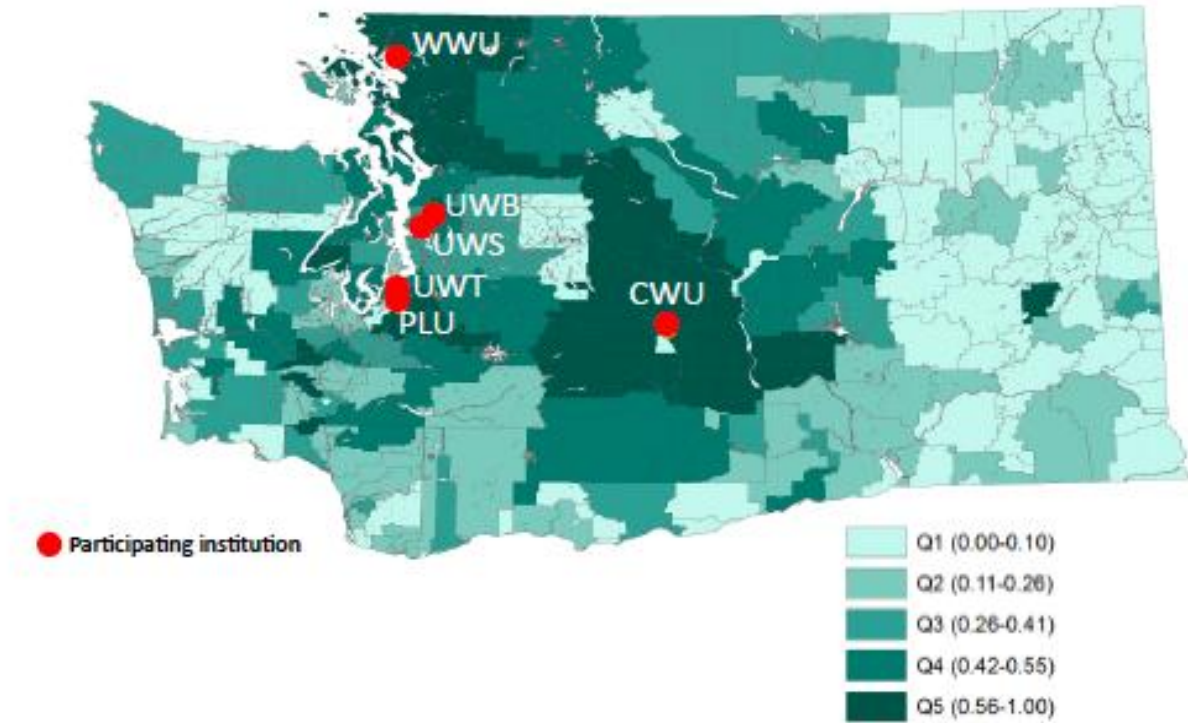 WWU
UWB
UWS
UWT
CWU
PLU
Participating institution
Q1 (0.00-0.10)
Q2 (0.11-0.26)
Q3 (0.26-0.41)
Q4 (0.42-0.55)
Q5 (0.56-1.00)